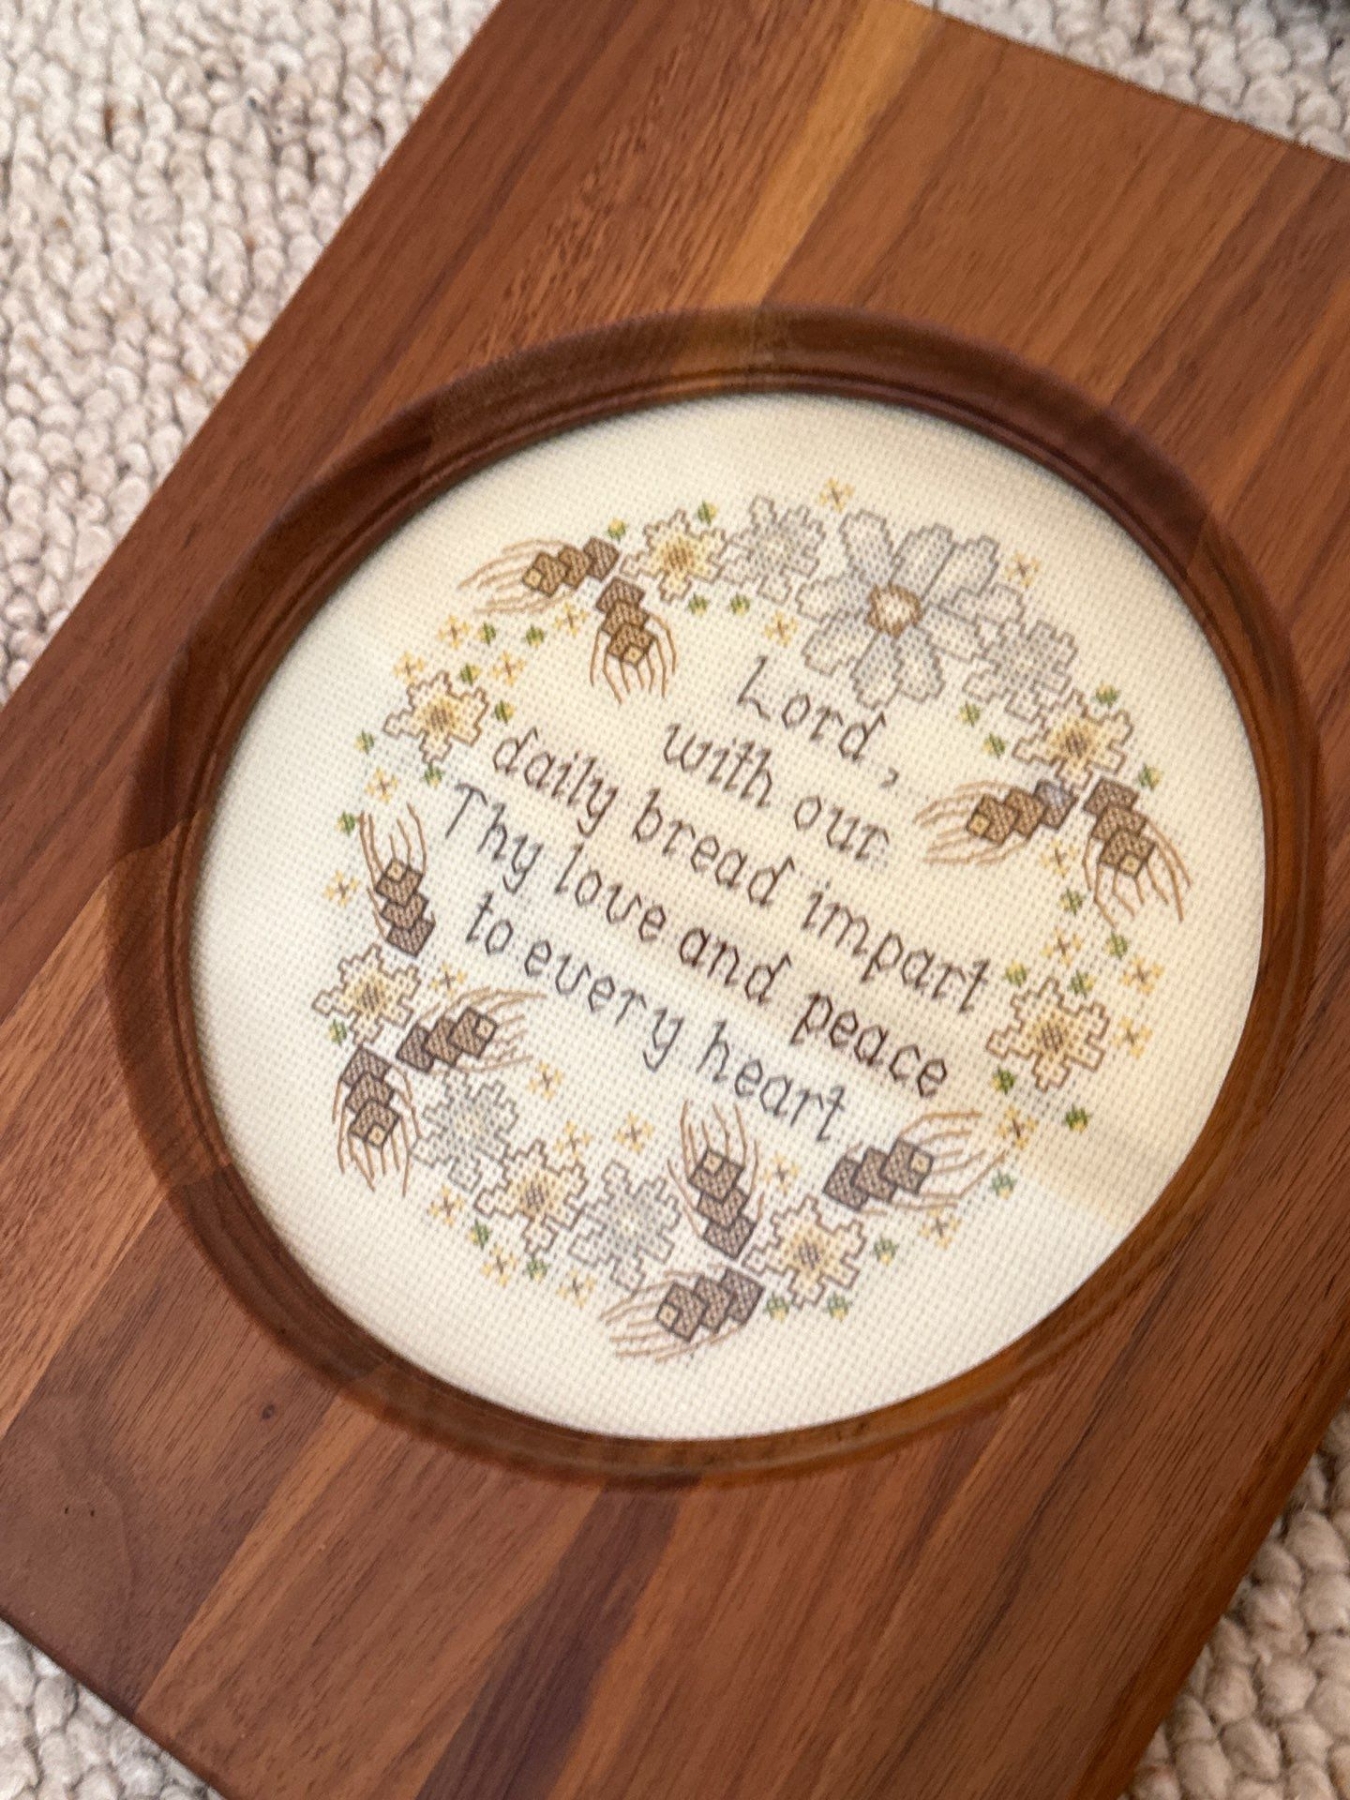 Lord,
with our
daily bread impart
Thy love and peace
to every heart